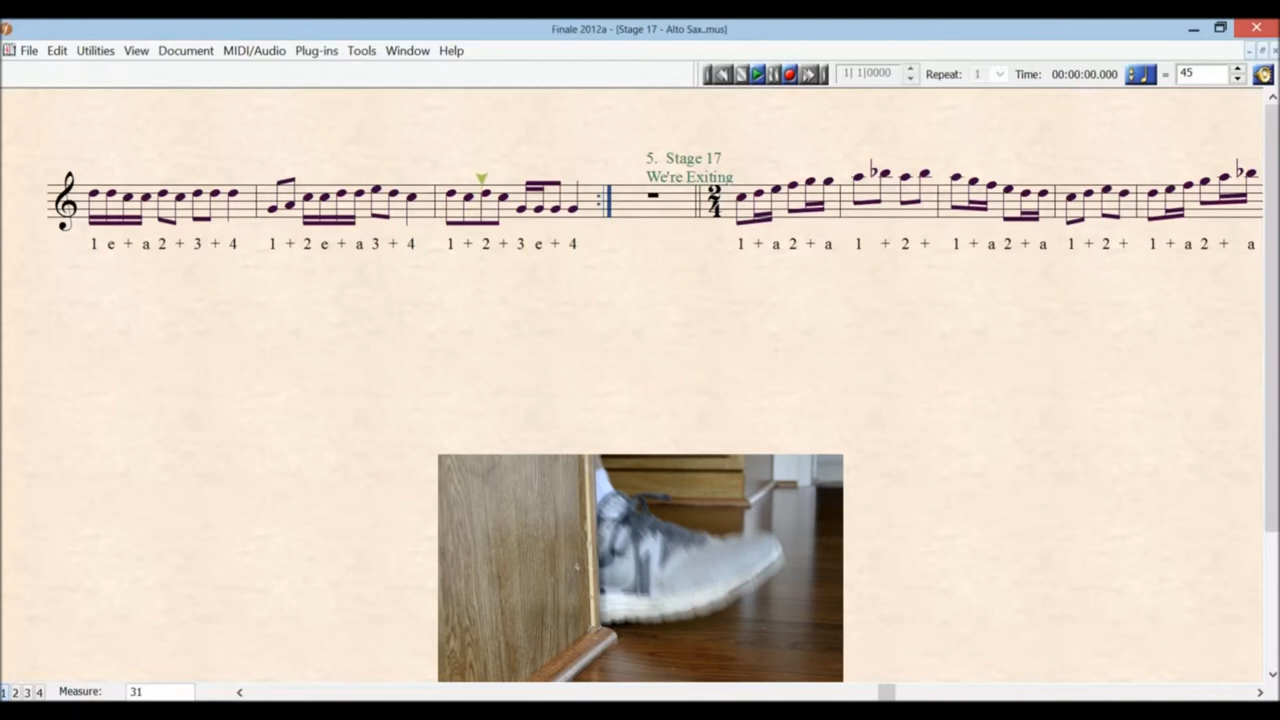 Finale 2012a - [Stage 17 - Alto Sax..mus]
File Edit Utilities View Document MIDI/Audio Plug-ins Tools Window Help
1| 1|0000 Repeat: 1 Time: 00:00:00.000 = 45
5. Stage 17
We're Exiting
2
4
1 e + a 2 + 3 + 4 1 + 2 e + a 3 + 4 1 + 2 + 3 e + 4 1 + a 2 + a 1 + 2 + 1 + a 2 + a 1 + 2 + 1 + a 2 + a
1 2 3 4 Measure: 31